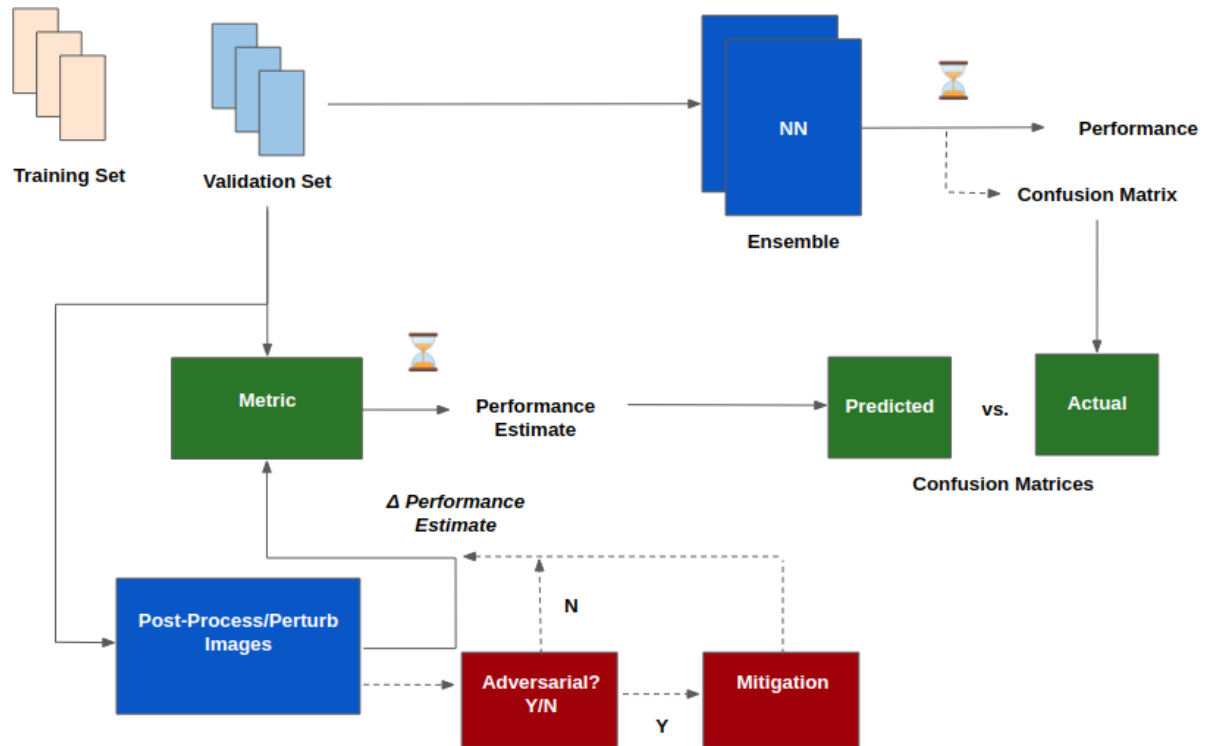 Training Set
Validation Set
NN
Ensemble
Performance
Confusion Matrix
Metric
Performance
Estimate
Predicted
vs.
Actual
Confusion Matrices
Δ Performance
Estimate
Post-Process/Perturb
Images
N
Adversarial?
Y/N
Y
Mitigation